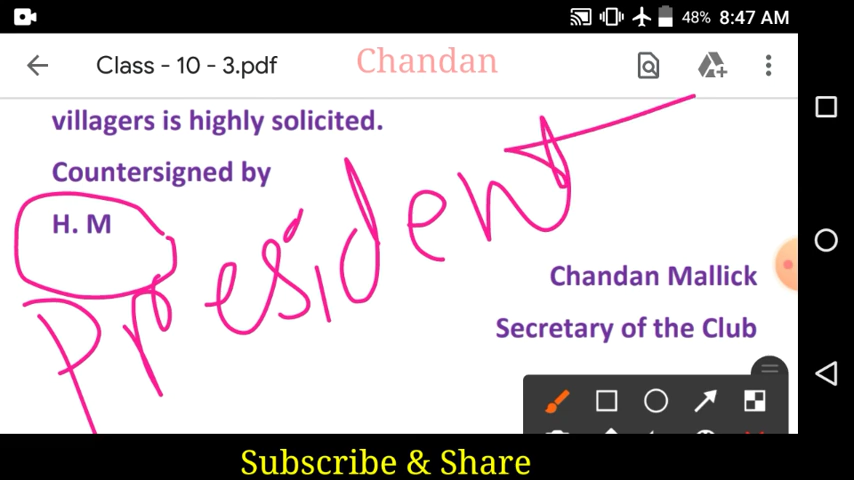 48% 8:47 AM
Class - 10 - 3.pdf
Chandan
villagers is highly solicited.
Countersigned by
H. M
President
Chandan Mallick
Secretary of the Club
Subscribe & Share